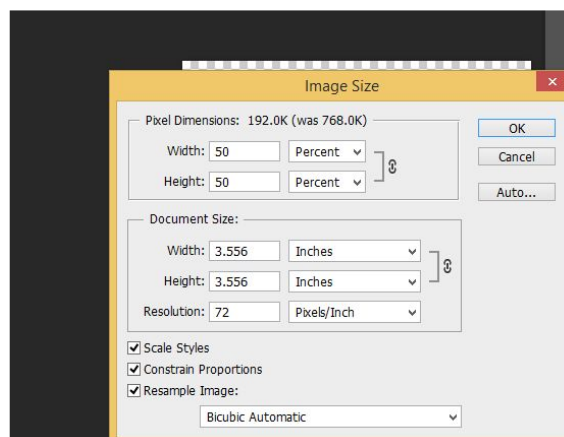 Image Size
Pixel Dimensions: 192.0K (was 768.0K)
Width: 50 Percent
Height: 50 Percent
OK
Cancel
Auto...
Document Size:
Width: 3.556 Inches
Height: 3.556 Inches
Resolution: 72 Pixels/Inch
Scale Styles
Constrain Proportions
Resample Image:
Bicubic Automatic